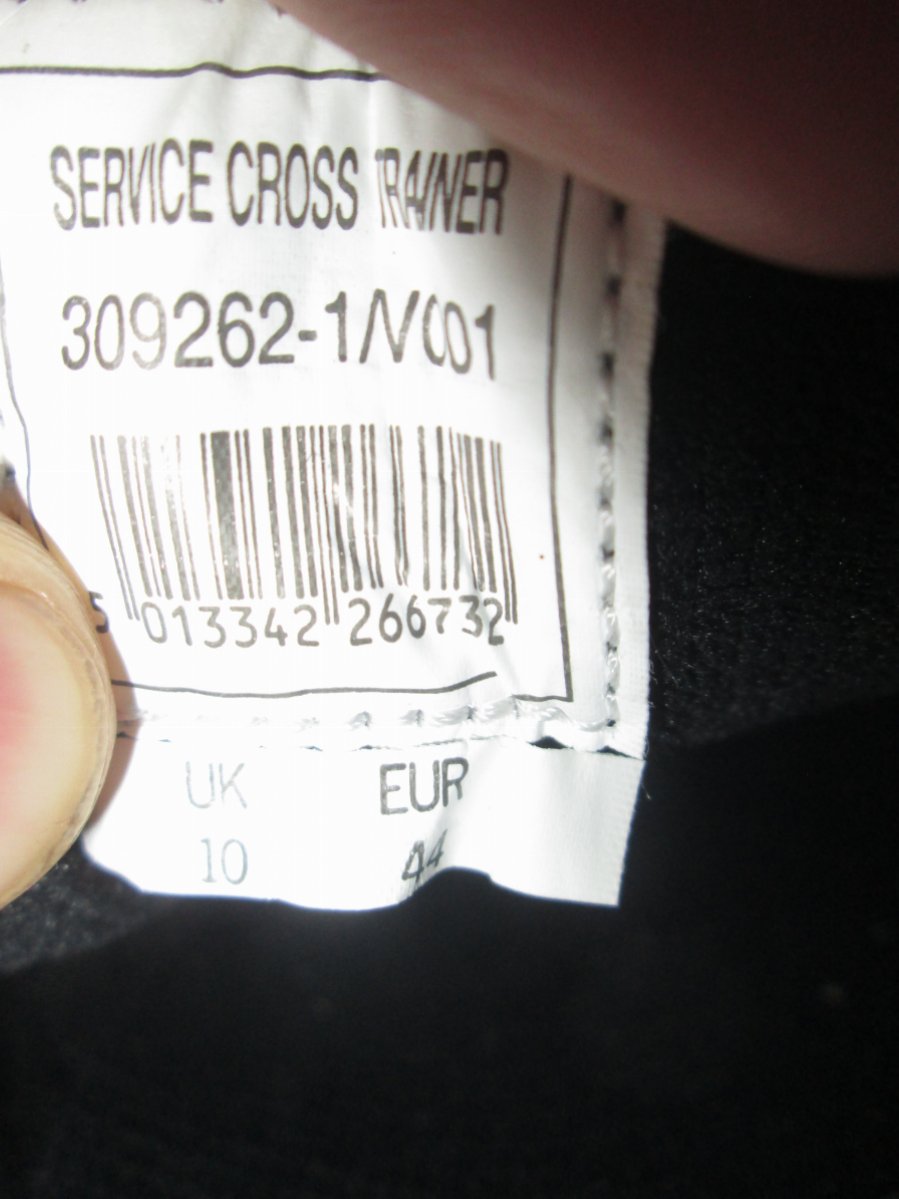 SERVICE CROSS TRAINER
309262-1/V001
5 013342 266732
UK EUR
10 44